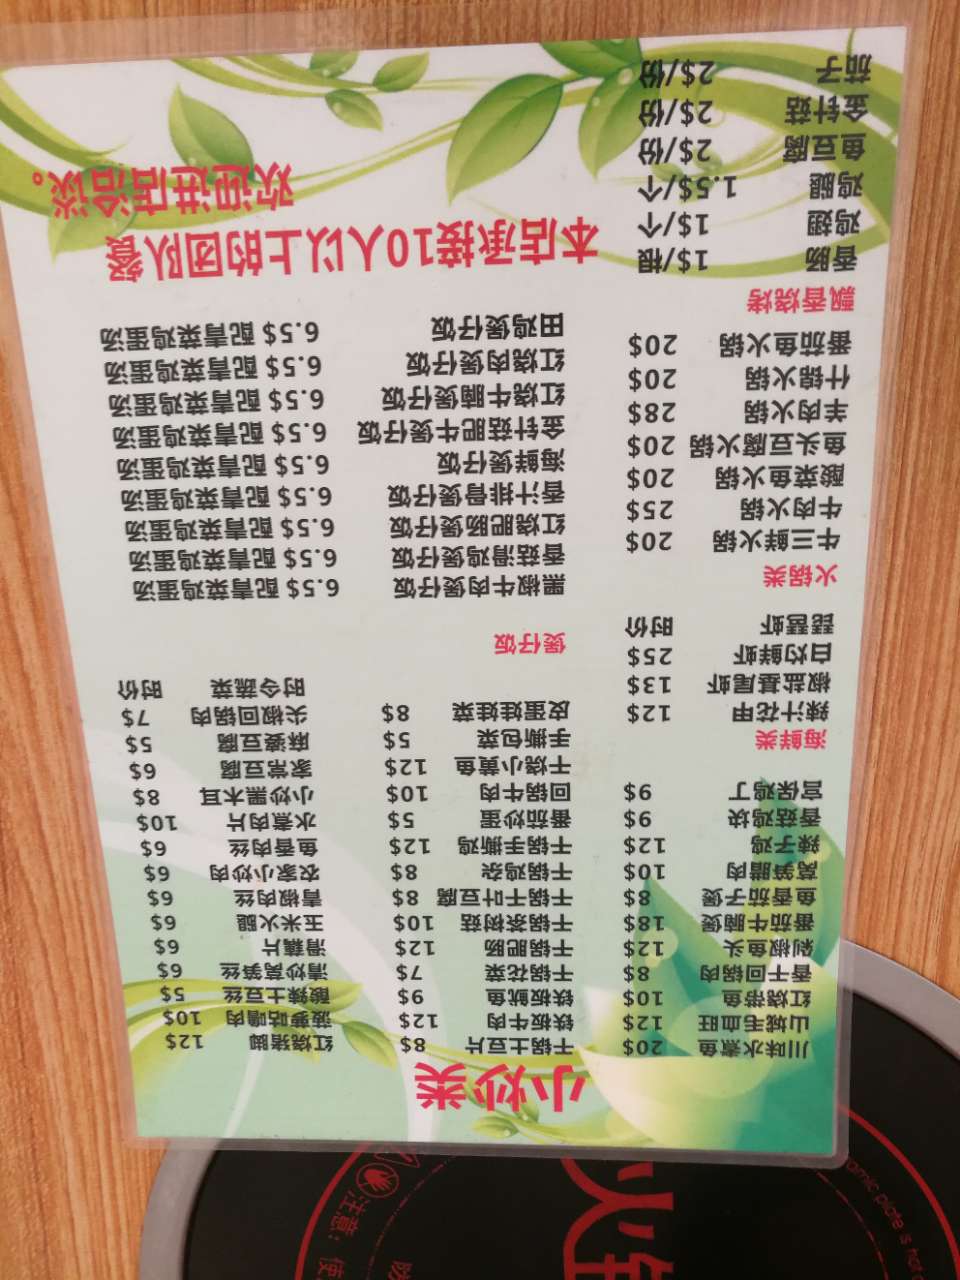 小炒类
川味水煮鱼 20$
山城毛血旺 12$
红烧带鱼 10$
香干回锅肉 8$
剁椒鱼头 12$
番茄牛腩煲 18$
鱼香茄子煲 8$
莴笋腊肉 10$
辣子鸡 12$
香菇鸡块 9$
宫保鸡丁 9$
海鲜类
辣汁花甲 12$
椒盐基尾虾 13$
白灼鲜虾 25$
琵琶虾 时价
火锅类
牛三鲜火锅 20$
牛肉火锅 25$
酸菜鱼火锅 20$
鱼头豆腐火锅 20$
羊肉火锅 28$
什锦火锅 20$
番茄鱼火锅 20$
飘香烧烤
香肠 1$/根
鸡翅 1$/个
鸡腿 1.5$/个
鱼豆腐 2$/份
金针菇 2$/份
茄子 2$/份
干锅土豆片 8$
铁板牛肉 12$
铁板鱿鱼 9$
干锅花菜 7$
干锅肥肠 12$
干锅茶树菇 10$
干锅千叶豆腐 8$
干锅鸡杂 8$
干锅手撕鸡 12$
番茄炒蛋 5$
回锅牛肉 10$
干烧小黄鱼 12$
手撕包菜 5$
皮蛋娃娃菜 8$
红烧猪脚 12$
菠萝咕噜肉 10$
酸辣土豆丝 5$
清炒莴笋丝 6$
滑藕片 6$
玉米火腿 6$
青椒肉丝 6$
农家小炒肉 6$
鱼香肉丝 6$
水煮肉片 10$
小炒黑木耳 8$
家常豆腐 6$
麻婆豆腐 5$
尖椒回锅肉 7$
时令蔬菜 时价
煲仔饭
黑椒牛肉煲仔饭 6.5$ 配青菜鸡蛋汤
香菇滑鸡煲仔饭 6.5$ 配青菜鸡蛋汤
红烧肥肠煲仔饭 6.5$ 配青菜鸡蛋汤
香汁排骨煲仔饭 6.5$ 配青菜鸡蛋汤
海鲜煲仔饭 6.5$ 配青菜鸡蛋汤
金针菇肥牛煲仔饭 6.5$ 配青菜鸡蛋汤
红烧牛腩煲仔饭 6.5$ 配青菜鸡蛋汤
红烧肉煲仔饭 6.5$ 配青菜鸡蛋汤
田鸡煲仔饭 6.5$ 配青菜鸡蛋汤
本店承接10人以上的团队餐
欢迎进店洽谈。
注意：使
防
plate is hot